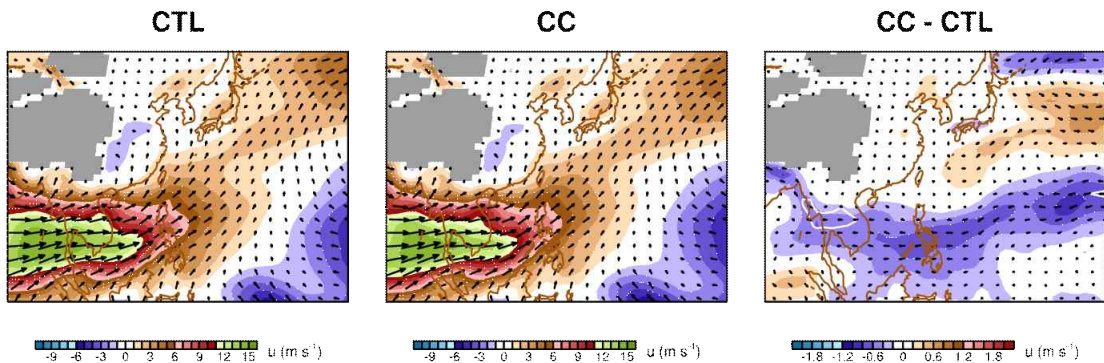 CTL
CC
CC - CTL
-9 -6 -3 0 3 6 9 12 15 u (m s⁻¹)
-9 -6 -3 0 3 6 9 12 15 u (m s⁻¹)
-1.8 -1.2 -0.6 0 0.6 1.2 1.8 u (m s⁻¹)